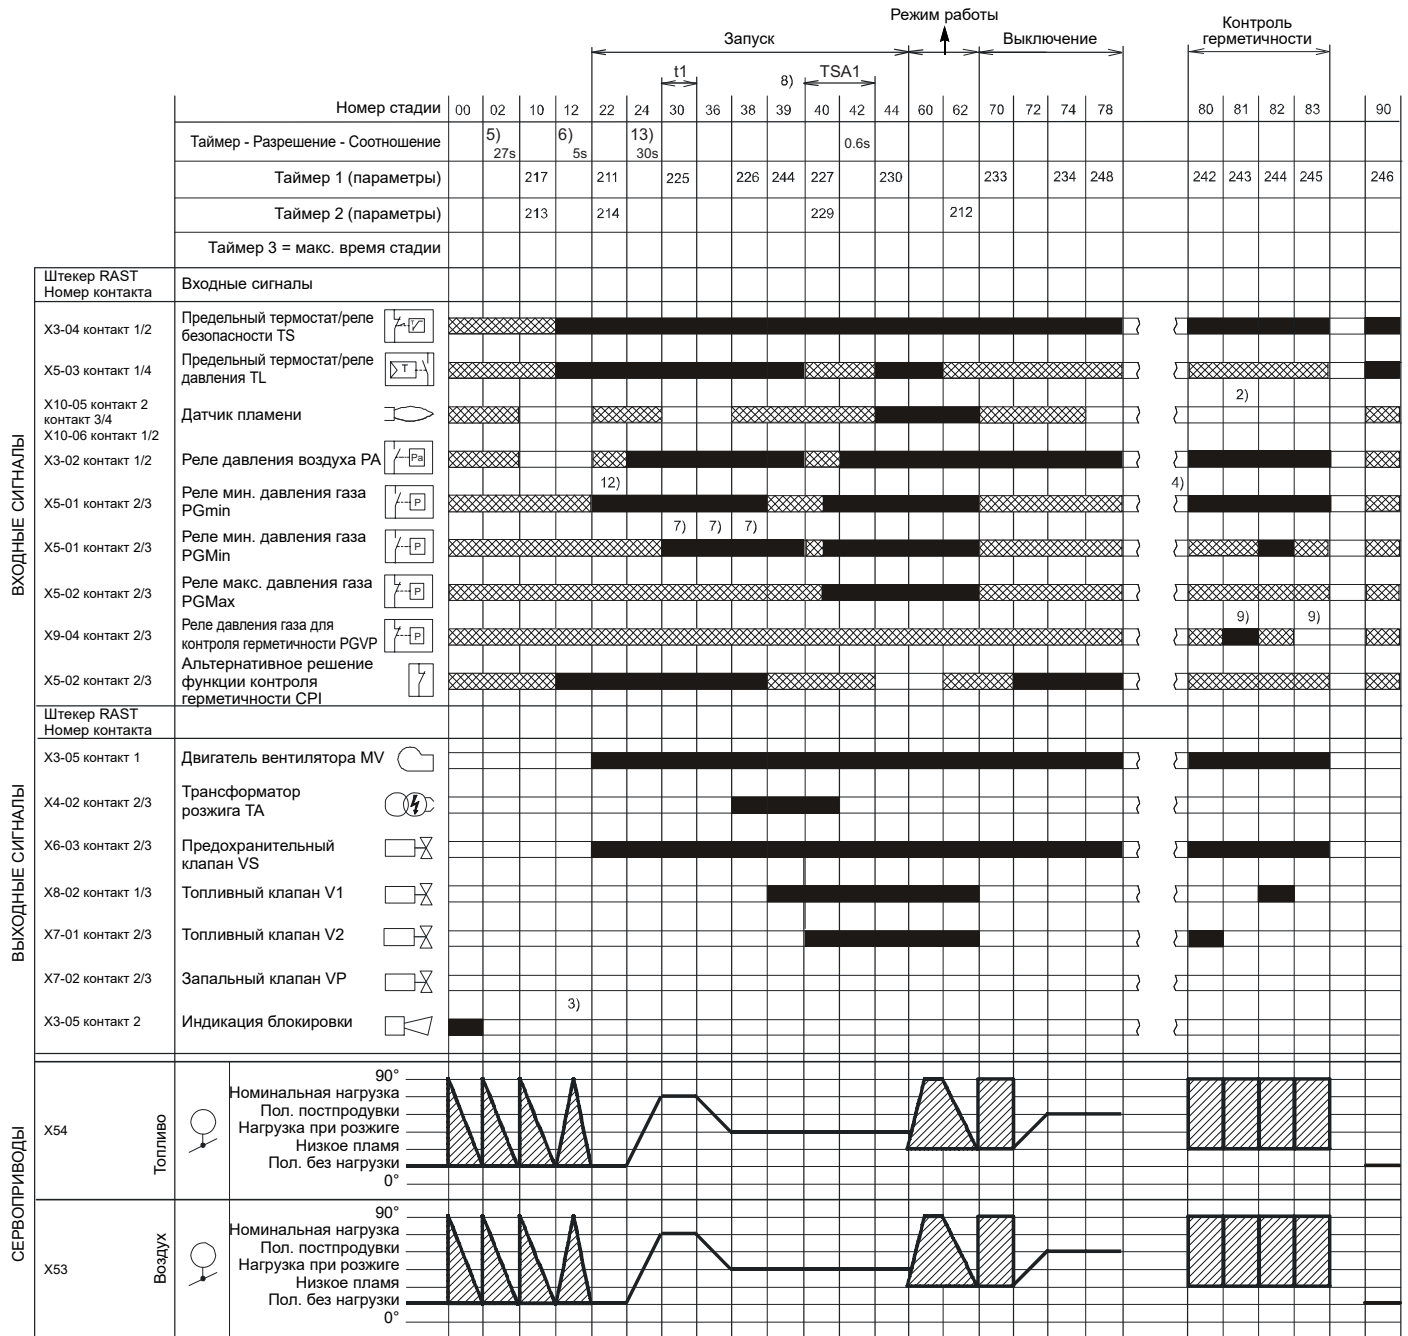 Режим работы
Запуск
Выключение
Контроль
герметичности
t1
8)
TSA1
Номер стадии 00 02 10 12 22 24 30 36 38 39 40 42 44 60 62 70 72 74 78 80 81 82 83 90
Таймер - Разрешение - Соотношение 5) 27s 6) 5s 13) 30s 0.6s
Таймер 1 (параметры) 217 211 225 226 244 227 230 233 234 248 242 243 244 245 246
Таймер 2 (параметры) 213 214 229 212
Таймер 3 = макс. время стадии
Штекер RAST
Номер контакта
Входные сигналы
ВХОДНЫЕ СИГНАЛЫ
X3-04 контакт 1/2
Предельный термостат/реле
безопасности TS
X5-03 контакт 1/4
Предельный термостат/реле
давления TL
T
2)
X10-05 контакт 2
контакт 3/4
X10-06 контакт 1/2
Датчик пламени
X3-02 контакт 1/2
Реле давления воздуха PA
Pa
12)
4)
X5-01 контакт 2/3
Реле мин. давления газа
PGmin
P
7) 7) 7)
X5-01 контакт 2/3
Реле мин. давления газа
PGMin
P
X5-02 контакт 2/3
Реле макс. давления газа
PGMax
P
9) 9)
X9-04 контакт 2/3
Реле давления газа для
контроля герметичности PGVP
P
X5-02 контакт 2/3
Альтернативное решение
функции контроля
герметичности CPI
Штекер RAST
Номер контакта
ВЫХОДНЫЕ СИГНАЛЫ
X3-05 контакт 1
Двигатель вентилятора MV
X4-02 контакт 2/3
Трансформатор
розжига TA
X6-03 контакт 2/3
Предохранительный
клапан VS
X8-02 контакт 1/3
Топливный клапан V1
X7-01 контакт 2/3
Топливный клапан V2
X7-02 контакт 2/3
Запальный клапан VP
3)
X3-05 контакт 2
Индикация блокировки
СЕРВОПРИВОДЫ
X54
Топливо
90°
Номинальная нагрузка
Пол. постпродувки
Нагрузка при розжиге
Низкое пламя
Пол. без нагрузки
0°
X53
Воздух
90°
Номинальная нагрузка
Пол. постпродувки
Нагрузка при розжиге
Низкое пламя
Пол. без нагрузки
0°